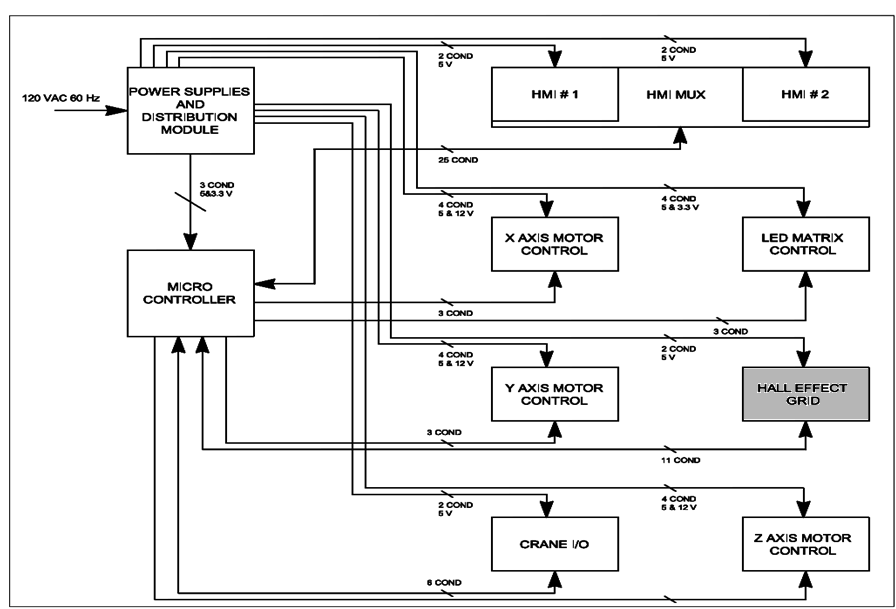 2 COND
5 V
2 COND
5 V
120 VAC 60 Hz
POWER SUPPLIES
AND
DISTRIBUTION
MODULE
HMI # 1
HMI MUX
HMI # 2
25 COND
3 COND
5&3.3 V
4 COND
5 & 12 V
4 COND
5 & 3.3 V
X AXIS MOTOR
CONTROL
LED MATRIX
CONTROL
MICRO
CONTROLLER
3 COND
3 COND
4 COND
5 & 12 V
2 COND
5 V
Y AXIS MOTOR
CONTROL
HALL EFFECT
GRID
3 COND
11 COND
2 COND
5 V
4 COND
5 & 12 V
CRANE I/O
Z AXIS MOTOR
CONTROL
6 COND